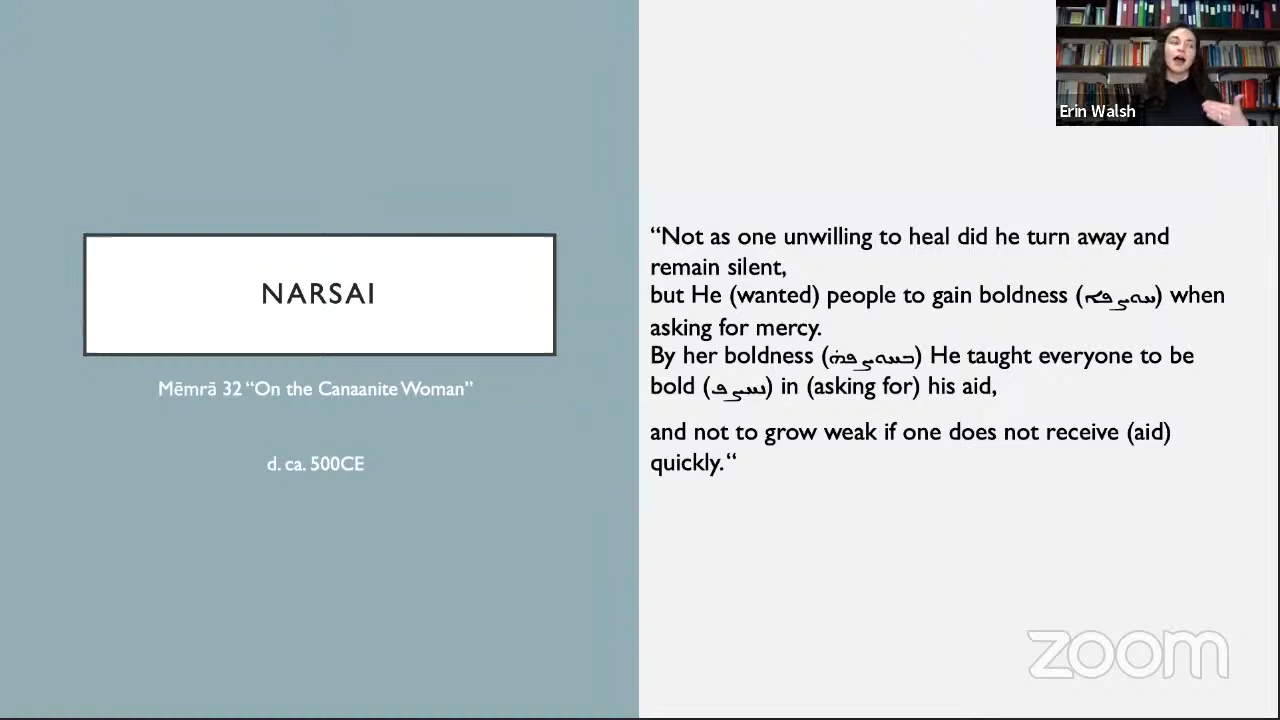 Erin Walsh
NARSAI
Mēmrā 32 “On the Canaanite Woman”
d. ca. 500CE
“Not as one unwilling to heal did he turn away and
remain silent,
but He (wanted) people to gain boldness (ܚܘܨܦܐ) when
asking for mercy.
By her boldness (ܒܚܘܨܦܗ̇) He taught everyone to be
bold (ܢܚܨܦ) in (asking for) his aid,
and not to grow weak if one does not receive (aid)
quickly.“
zoom